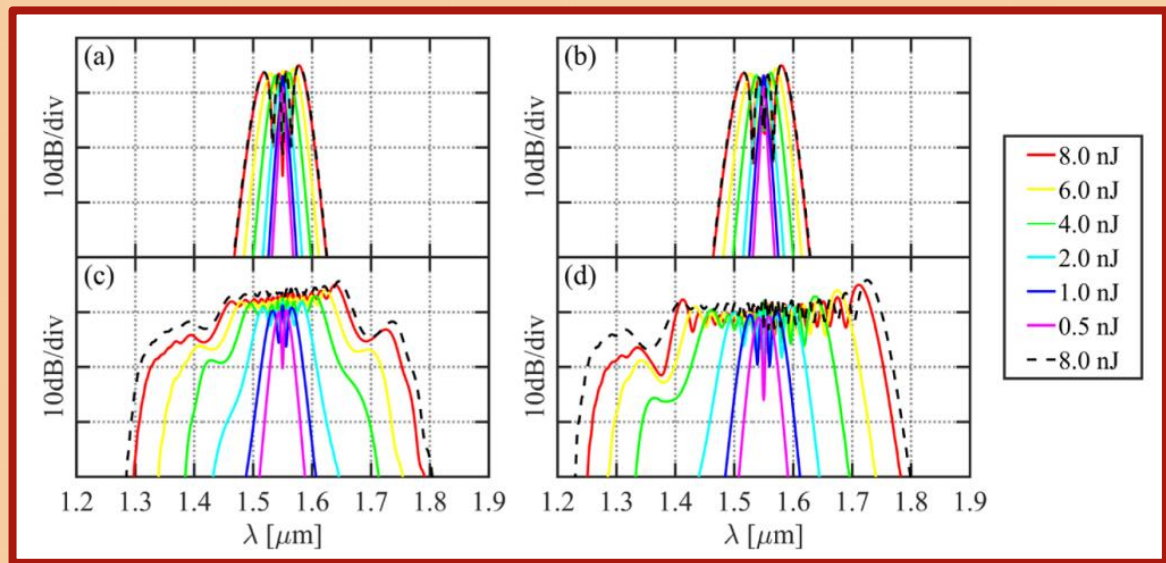 (a)
(b)
10dB/div
10dB/div
(c)
(d)
10dB/div
10dB/div
1.2 1.3 1.4 1.5 1.6 1.7 1.8 1.9
1.2 1.3 1.4 1.5 1.6 1.7 1.8 1.9
λ [μm]
λ [μm]
8.0 nJ
6.0 nJ
4.0 nJ
2.0 nJ
1.0 nJ
0.5 nJ
8.0 nJ